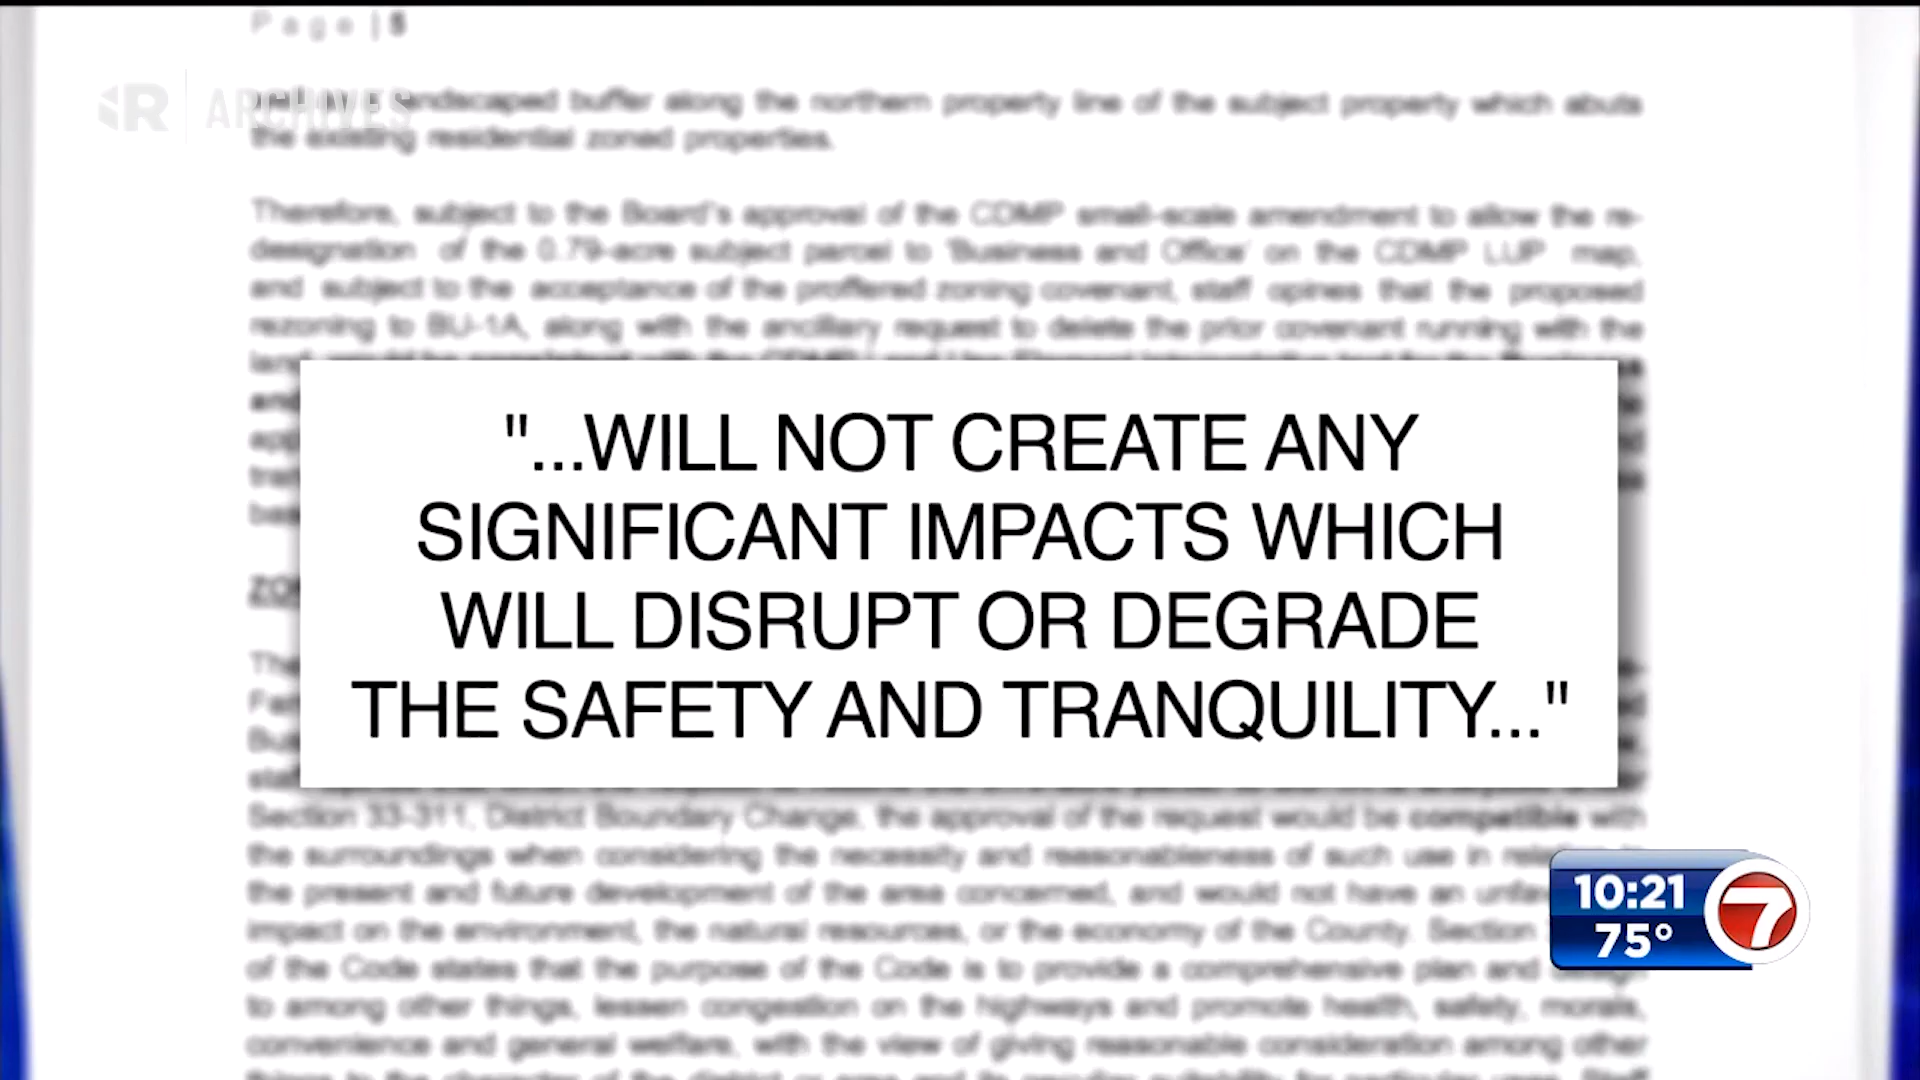 Page | 5
R ARCHIVES
landscaped buffer along the northern property line of the subject property which abuts
the existing residential zoned properties.
Therefore, subject to the Board's approval of the CDMP small-scale amendment to allow the re-
designation of the 0.79-acre subject parcel to 'Business and Office' on the CDMP LUP map,
and subject to the acceptance of the proffered zoning covenant, staff opines that the proposed
rezoning to BU-1A, along with the ancillary request to delete the prior covenant running with the
"...WILL NOT CREATE ANY
SIGNIFICANT IMPACTS WHICH
WILL DISRUPT OR DEGRADE
THE SAFETY AND TRANQUILITY..."
Section 33-311, District Boundary Change, the approval of the request would be compatible with
the surroundings when considering the necessity and reasonableness of such use in
the present and future development of the area concerned, and would not have an
impact on the environment, the natural resources, or the economy of the County. Section
of the Code states that the purpose of the Code is to provide a comprehensive plan and
to among other things, lessen congestion on the highways and promote health, safety, morals,
convenience and general welfare, with the view of giving reasonable consideration among other
10:21
75°
7